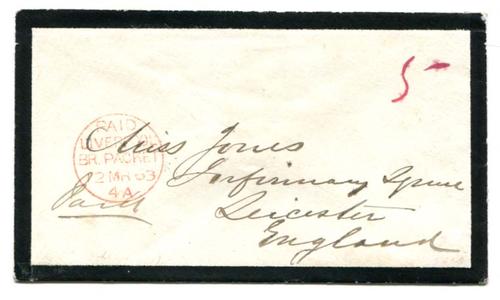 5-
Miss Jones
PAID
LIVERPOOL
BR. PACKET
2 MR 63
4A
Infirmary Square
Paid
Leicester
England